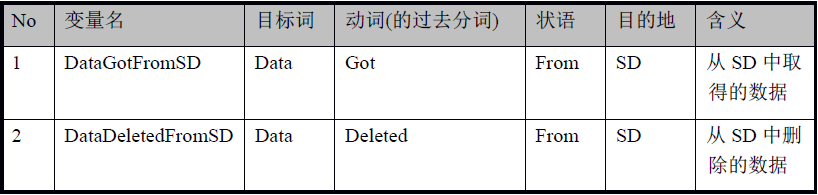 No 变量名 目标词 动词(的过去分词) 状语 目的地 含义
1 DataGotFromSD Data Got From SD 从 SD 中取
得的数据
2 DataDeletedFromSD Data Deleted From SD 从 SD 中删
除的数据